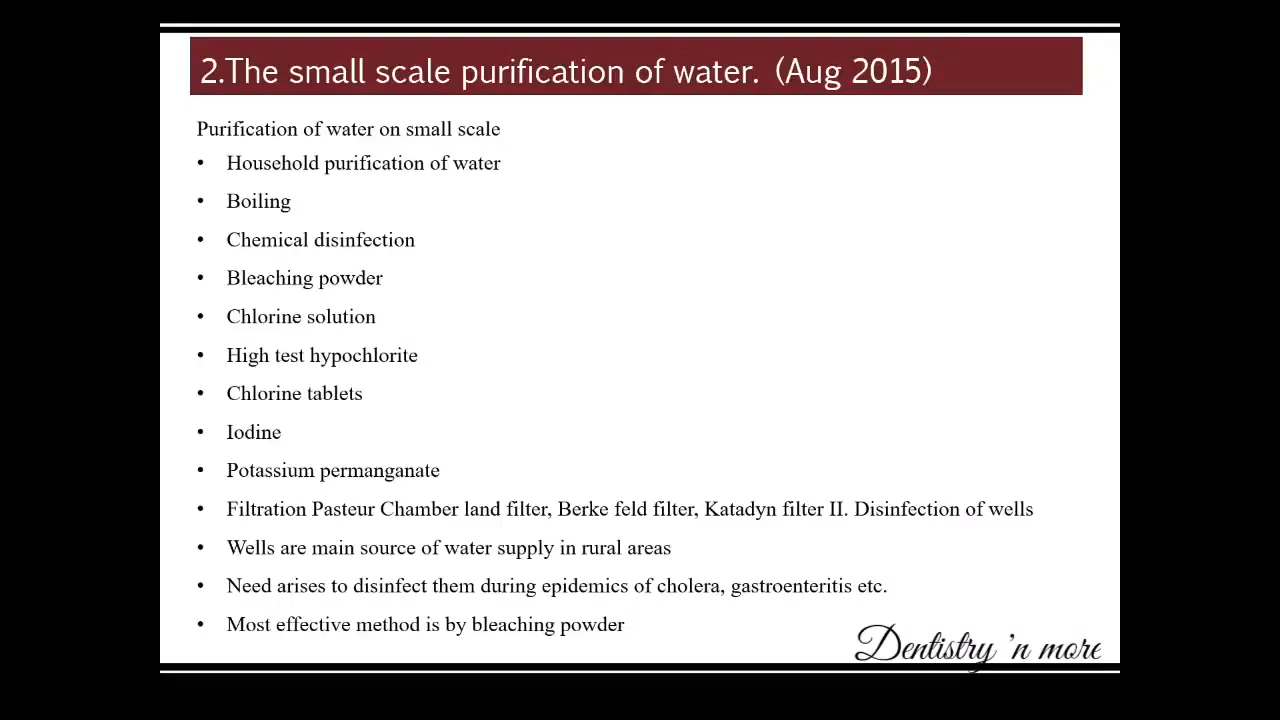 2.The small scale purification of water. (Aug 2015)
Purification of water on small scale
• Household purification of water
• Boiling
• Chemical disinfection
• Bleaching powder
• Chlorine solution
• High test hypochlorite
• Chlorine tablets
• Iodine
• Potassium permanganate
• Filtration Pasteur Chamber land filter, Berke feld filter, Katadyn filter II. Disinfection of wells
• Wells are main source of water supply in rural areas
• Need arises to disinfect them during epidemics of cholera, gastroenteritis etc.
• Most effective method is by bleaching powder
Dentistry 'n more